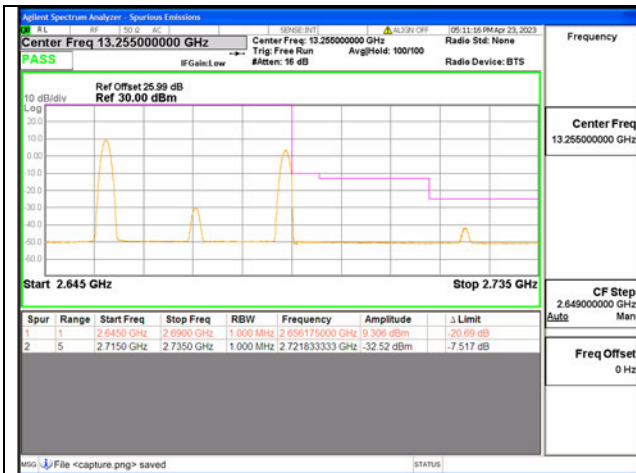 Agilent Spectrum Analyzer - Spurious Emissions
RL RF 50 Ω AC SENSE:INT ALIGN OFF 05:11:16 PM Apr 23, 2023
Center Freq 13.255000000 GHz
Center Freq: 13.255000000 GHz
Radio Std: None
Trig: Free Run
Avg|Hold: 100/100
PASS
IFGain:Low
#Atten: 16 dB
Radio Device: BTS
Ref Offset 25.99 dB
10 dB/div Ref 30.00 dBm
Log
20.0
10.0
0.00
-10.0
-20.0
-30.0
-40.0
-50.0
-60.0
Start 2.645 GHz Stop 2.735 GHz
Spur Range Start Freq Stop Freq RBW Frequency Amplitude Δ Limit
1 1 2.6450 GHz 2.6900 GHz 1.000 MHz 2.656175000 GHz 9.306 dBm -20.69 dB
2 5 2.7150 GHz 2.7350 GHz 1.000 MHz 2.721833333 GHz -32.52 dBm -7.517 dB
MSG File <capture.png> saved STATUS
Frequency
Center Freq
13.255000000 GHz
CF Step
2.649000000 GHz
Auto Man
Freq Offset
0 Hz